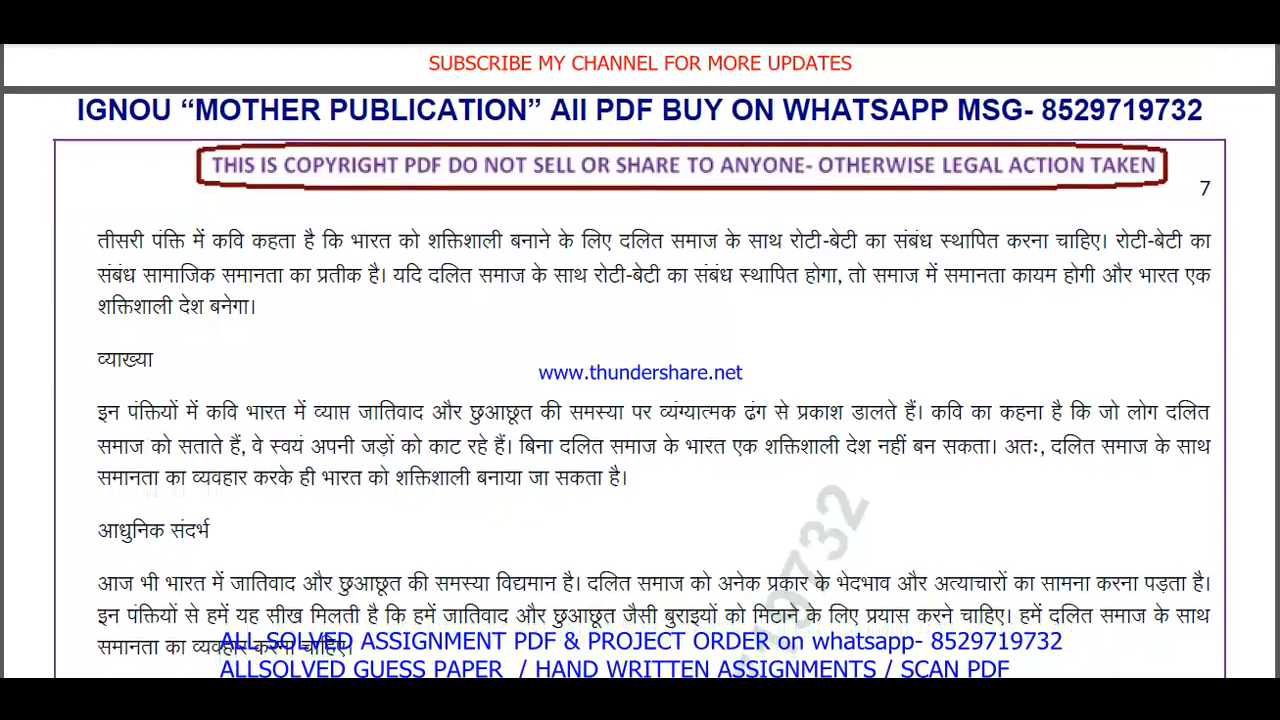 SUBSCRIBE MY CHANNEL FOR MORE UPDATES
IGNOU “MOTHER PUBLICATION” All PDF BUY ON WHATSAPP MSG- 8529719732
THIS IS COPYRIGHT PDF DO NOT SELL OR SHARE TO ANYONE- OTHERWISE LEGAL ACTION TAKEN
7
तीसरी पंक्ति में कवि कहता है कि भारत को शक्तिशाली बनाने के लिए दलित समाज के साथ रोटी-बेटी का संबंध स्थापित करना चाहिए। रोटी-बेटी का
संबंध सामाजिक समानता का प्रतीक है। यदि दलित समाज के साथ रोटी-बेटी का संबंध स्थापित होगा, तो समाज में समानता कायम होगी और भारत एक
शक्तिशाली देश बनेगा।
व्याख्या
www.thundershare.net
इन पंक्तियों में कवि भारत में व्याप्त जातिवाद और छुआछूत की समस्या पर व्यंग्यात्मक ढंग से प्रकाश डालते हैं। कवि का कहना है कि जो लोग दलित
समाज को सताते हैं, वे स्वयं अपनी जड़ों को काट रहे हैं। बिना दलित समाज के भारत एक शक्तिशाली देश नहीं बन सकता। अतः, दलित समाज के साथ
समानता का व्यवहार करके ही भारत को शक्तिशाली बनाया जा सकता है।
आधुनिक संदर्भ
आज भी भारत में जातिवाद और छुआछूत की समस्या विद्यमान है। दलित समाज को अनेक प्रकार के भेदभाव और अत्याचारों का सामना करना पड़ता है।
इन पंक्तियों से हमें यह सीख मिलती है कि हमें जातिवाद और छुआछूत जैसी बुराइयों को मिटाने के लिए प्रयास करने चाहिए। हमें दलित समाज के साथ
समानता का व्यवहार करना चाहिए।
ALL SOLVED ASSIGNMENT PDF & PROJECT ORDER on whatsapp- 8529719732
ALLSOLVED GUESS PAPER / HAND WRITTEN ASSIGNMENTS / SCAN PDF